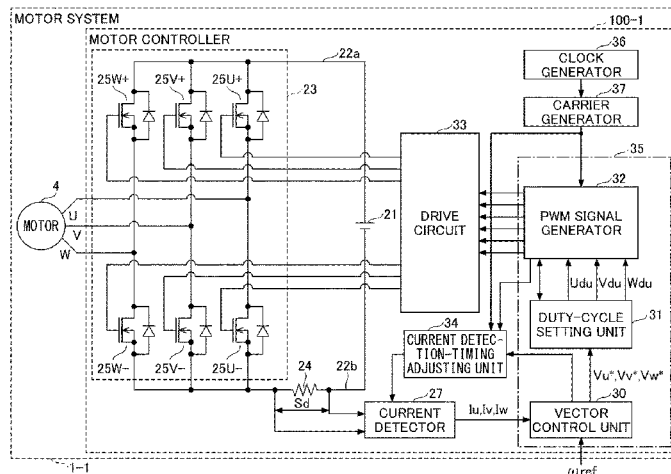 MOTOR SYSTEM
100-1
MOTOR CONTROLLER
22a
36
CLOCK GENERATOR
25W+
25V+
25U+
23
37
CARRIER GENERATOR
33
35
32
4
MOTOR
U
V
W
21
DRIVE CIRCUIT
PWM SIGNAL GENERATOR
Udu
Vdu
Wdu
31
DUTY-CYCLE SETTING UNIT
34
CURRENT DETEC-
TION-TIMING
ADJUSTING UNIT
25W-
25V-
25U-
24
22b
Sd
27
CURRENT DETECTOR
Iu,Iv,Iw
Vu*,Vv*,Vw*
30
VECTOR CONTROL UNIT
1-1
ωref